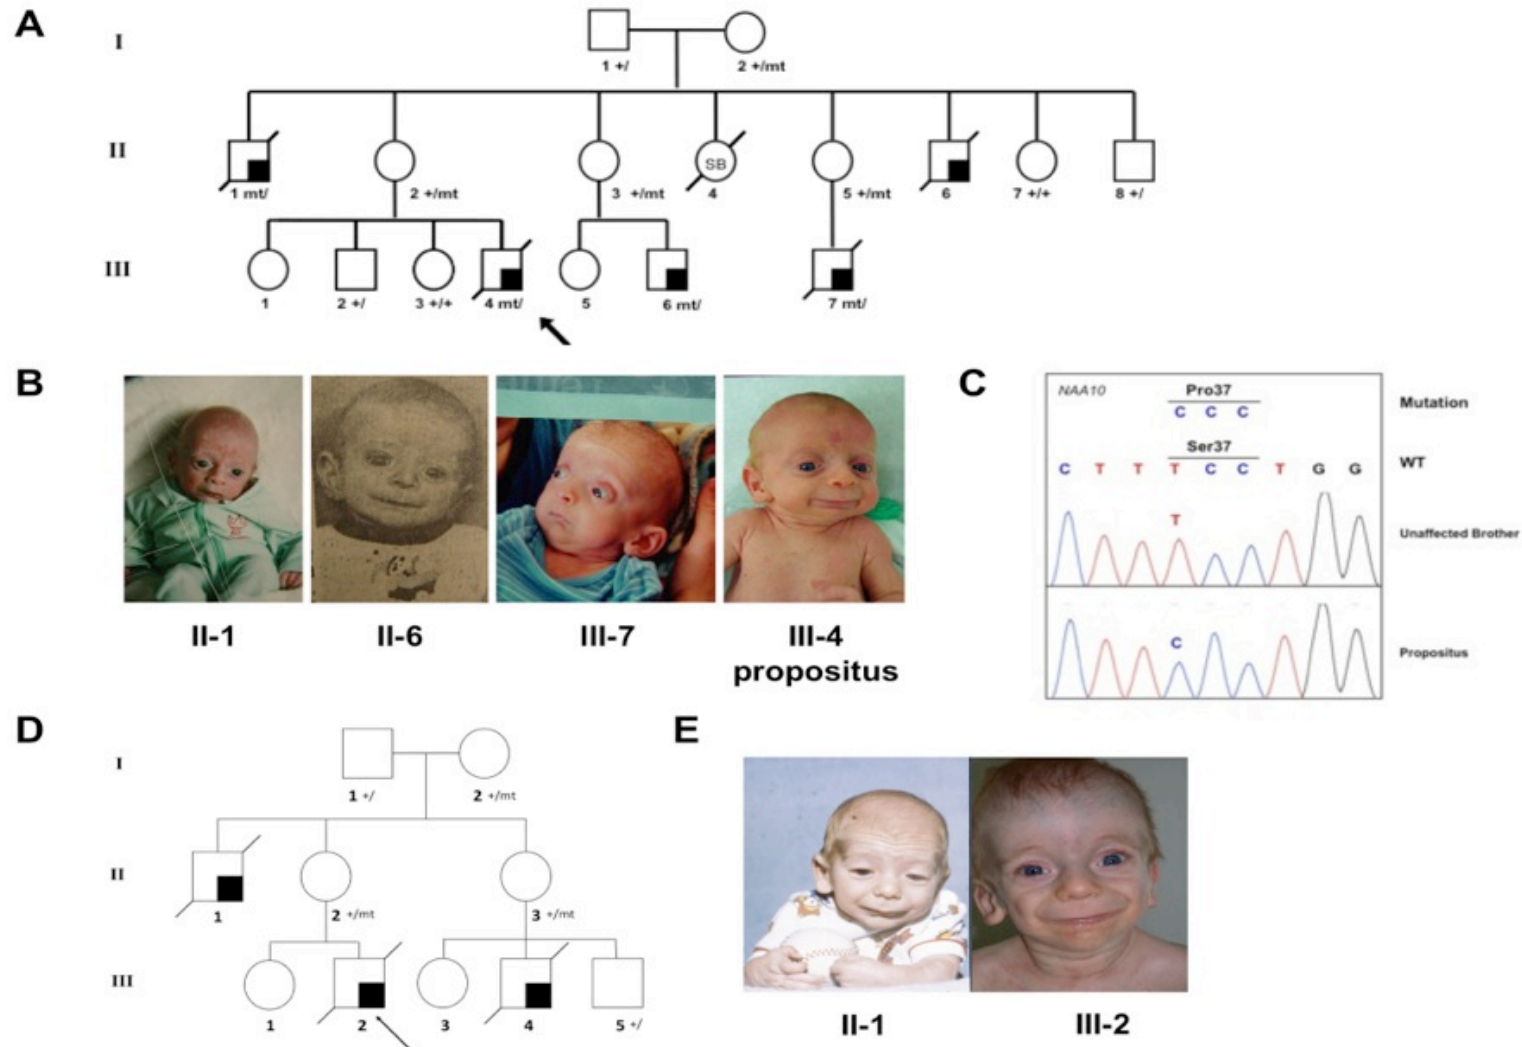 A
I
1 +/
2 +/mt
II
SB
1 mt/
2 +/mt
3 +/mt
4
5 +/mt
6
7 +/+
8 +/
III
1
2 +/
3 +/+
4 mt/
5
6 mt/
7 mt/
B
II-1
II-6
III-7
III-4
propositus
C
NAA10
Pro37
Mutation
C C C
Ser37
WT
C T T T C C T G G
T
Unaffected Brother
C
Propositus
D
I
1 +/
2 +/mt
II
1
2 +/mt
3 +/mt
III
1
2
3
4
5 +/
E
II-1
III-2